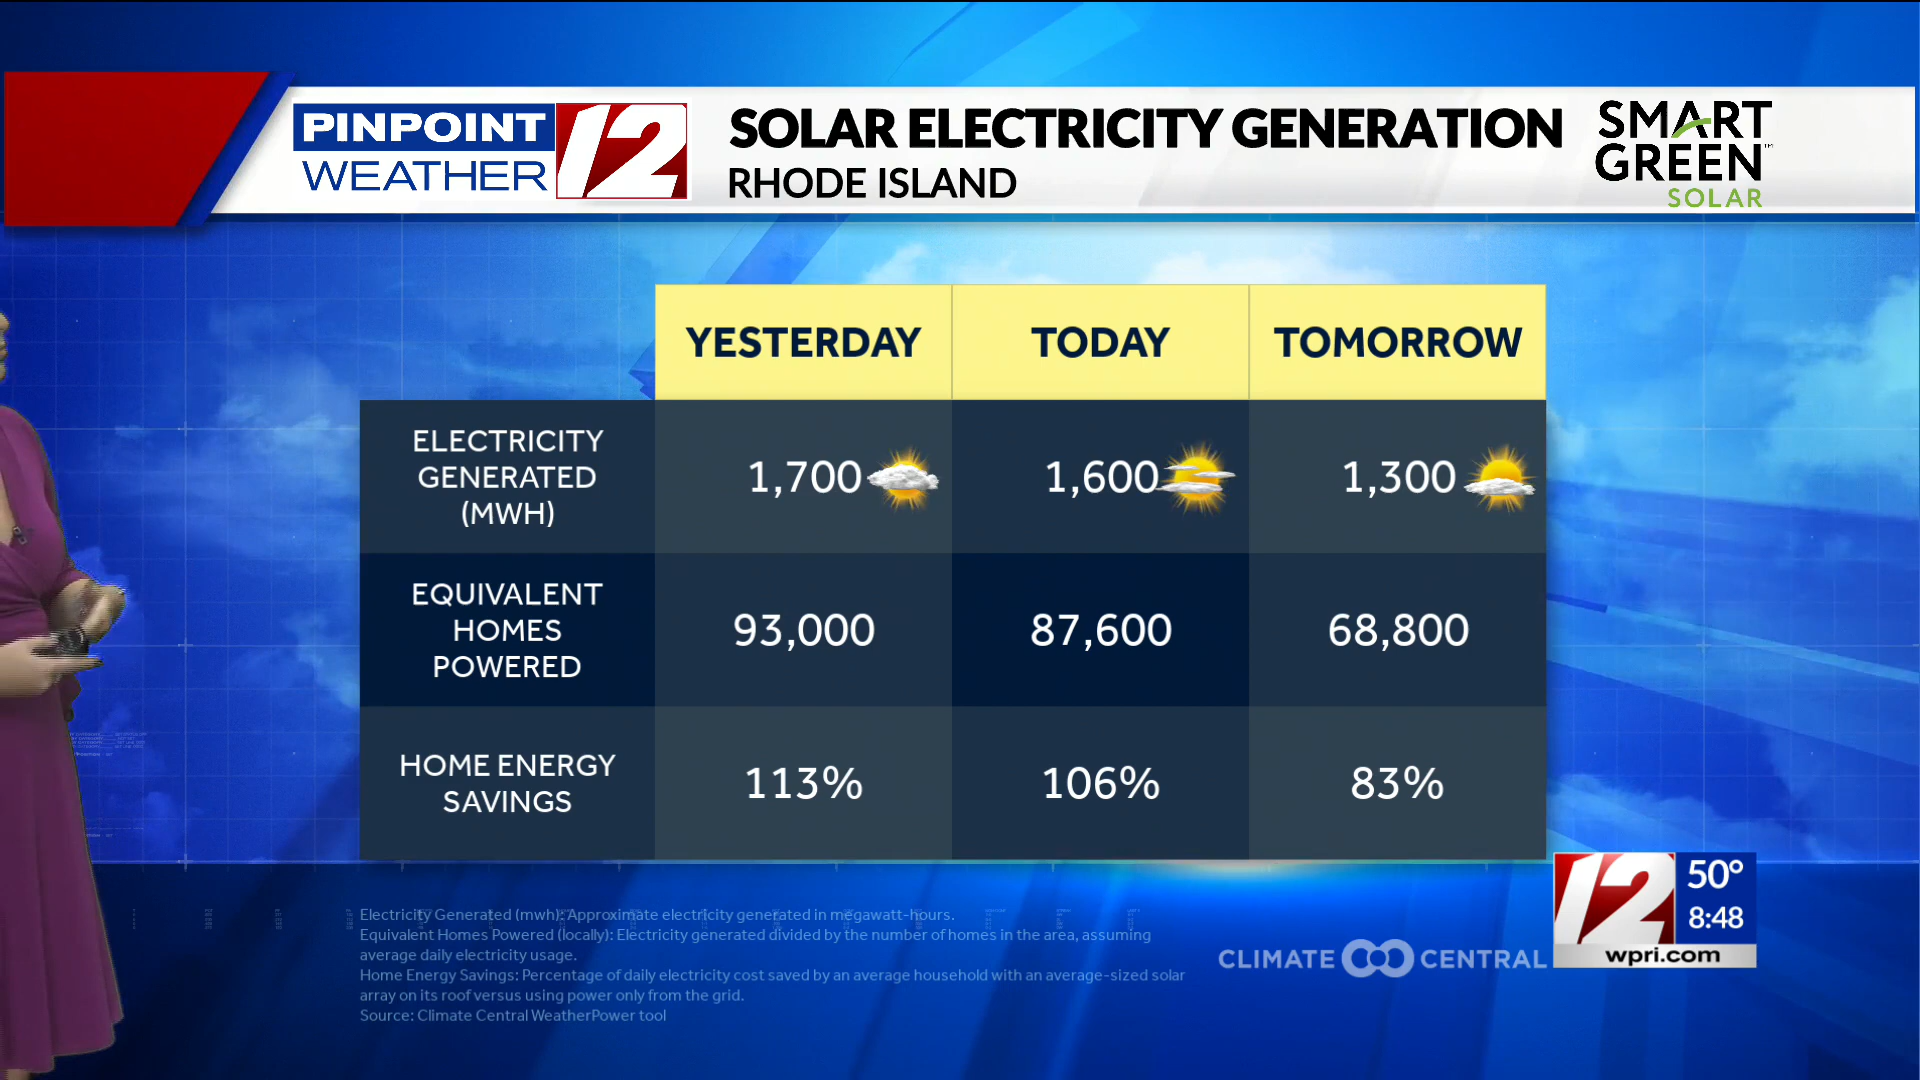 PINPOINT
WEATHER
12
SOLAR ELECTRICITY GENERATION
RHODE ISLAND
SMART
GREEN™
SOLAR
YESTERDAY TODAY TOMORROW
ELECTRICITY
GENERATED
(MWH)
1,700 1,600 1,300
EQUIVALENT
HOMES
POWERED
93,000 87,600 68,800
HOME ENERGY
SAVINGS
113% 106% 83%
Electricity Generated (mwh): Approximate electricity generated in megawatt-hours.
Equivalent Homes Powered (locally): Electricity generated divided by the number of homes in the area, assuming
average daily electricity usage.
Home Energy Savings: Percentage of daily electricity cost saved by an average household with an average-sized solar
array on its roof versus using power only from the grid.
Source: Climate Central WeatherPower tool
CLIMATE CENTRAL
12
50°
8:48
wpri.com